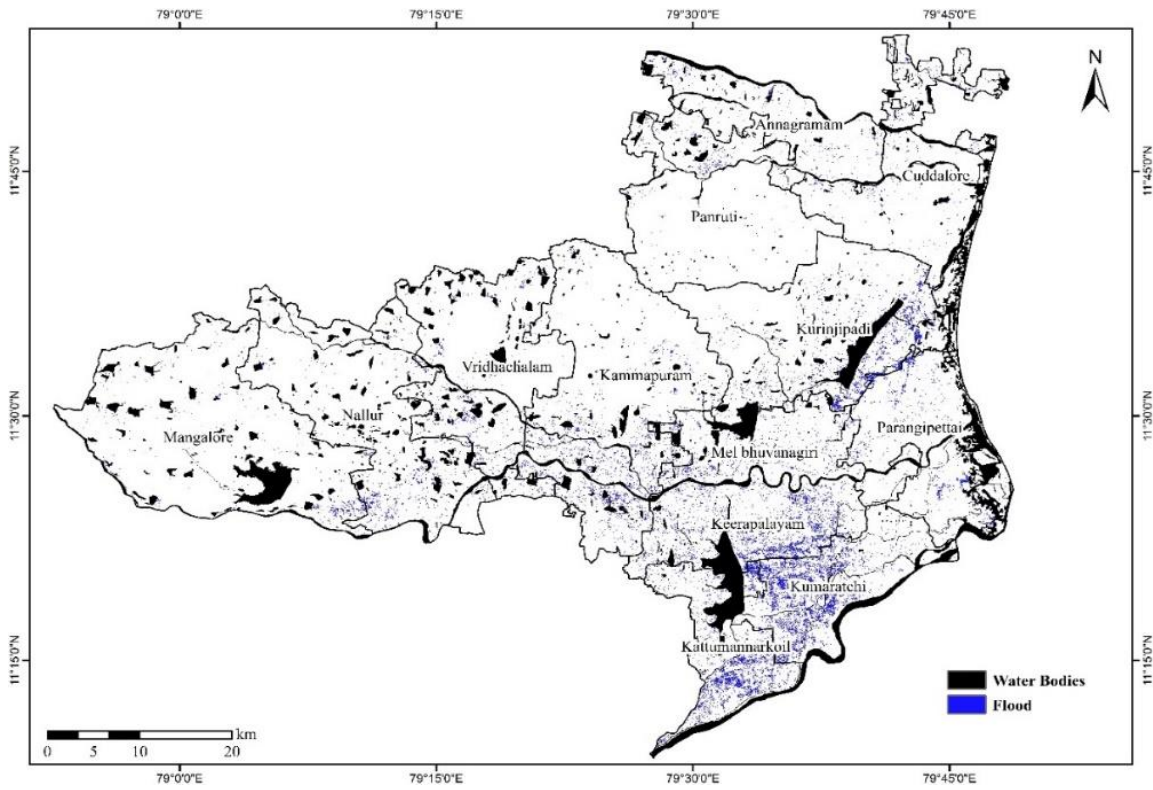 79°0'0"E 79°15'0"E 79°30'0"E 79°45'0"E
N
Annagramam
11°45'0"N 11°45'0"N
Cuddalore
Panruti
Kurinjipadi
Vridhachalam
Kammapuram
11°30'0"N 11°30'0"N
Nallur
Parangipettai
Mangalore
Mel bhuvanagiri
Keerapalayam
Kumaratchi
Kattumannarkoil
11°15'0"N 11°15'0"N
Water Bodies
Flood
km
0 5 10 20
79°0'0"E 79°15'0"E 79°30'0"E 79°45'0"E